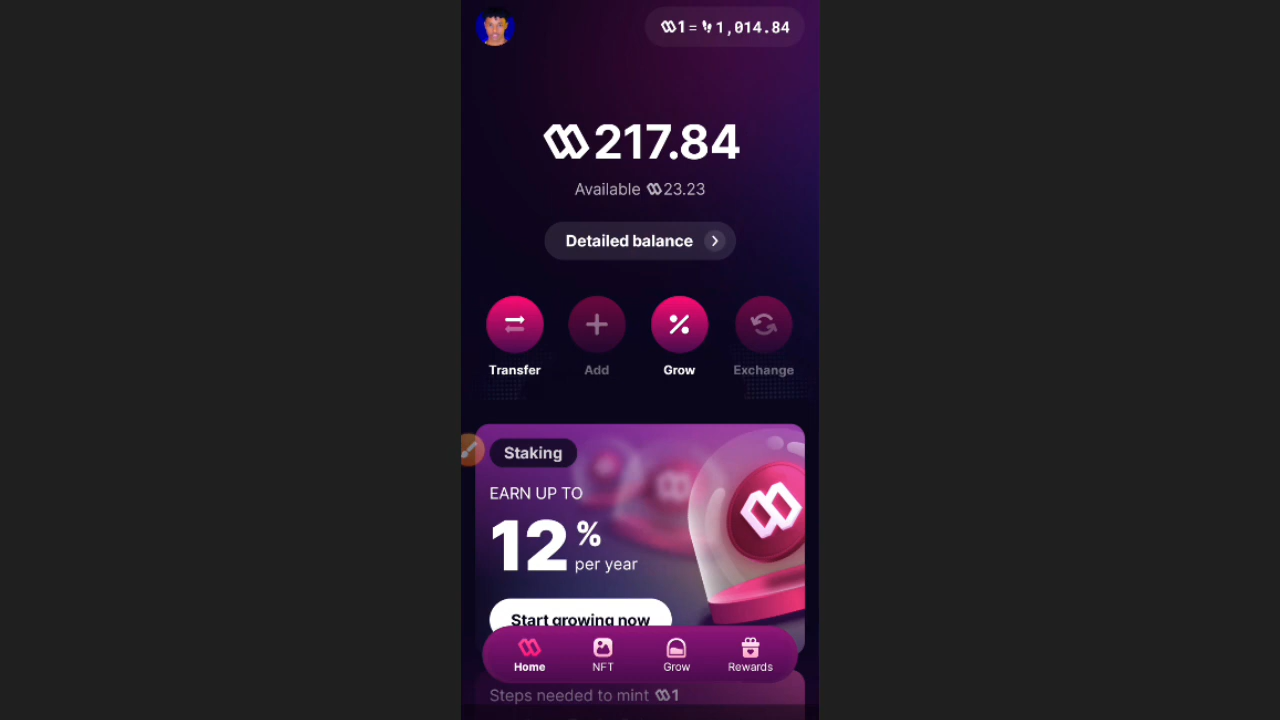 1 = 1,014.84
217.84
Available 23.23
Detailed balance
Transfer
Add
Grow
Exchange
Staking
EARN UP TO
12%
per year
Start growing now
Home
NFT
Grow
Rewards
Steps needed to mint 1